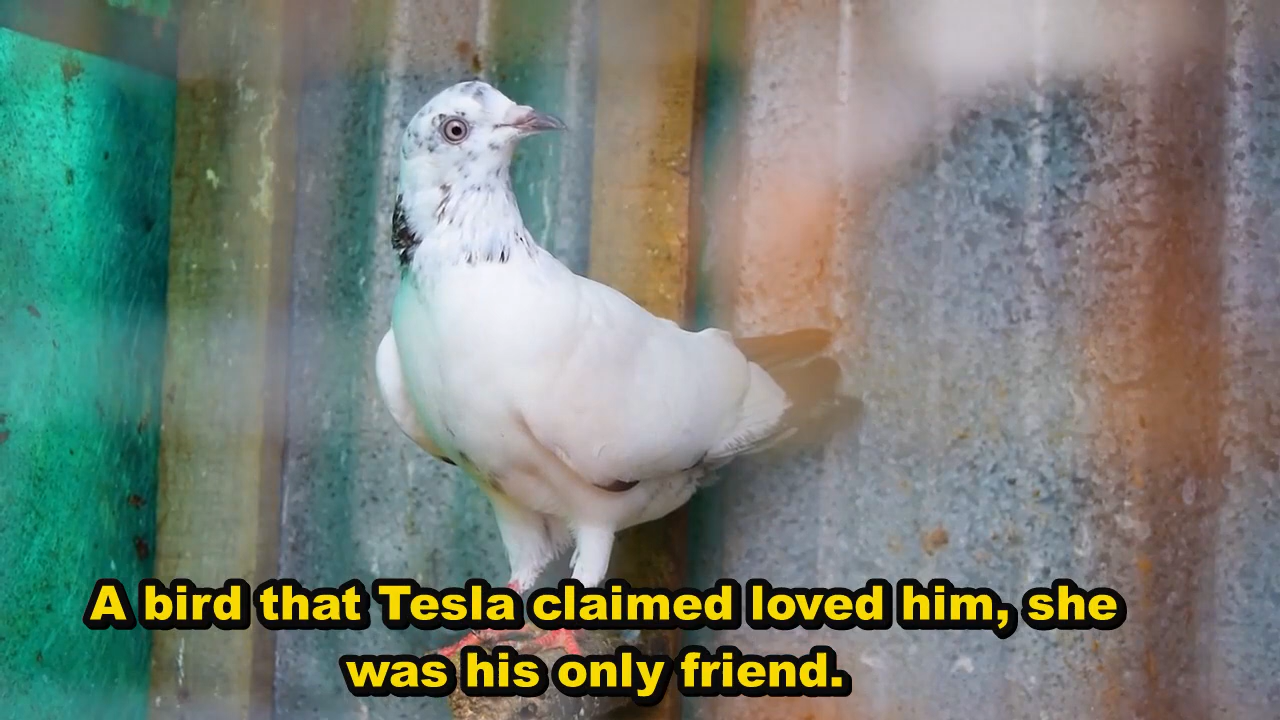 A bird that Tesla claimed loved him, she
was his only friend.